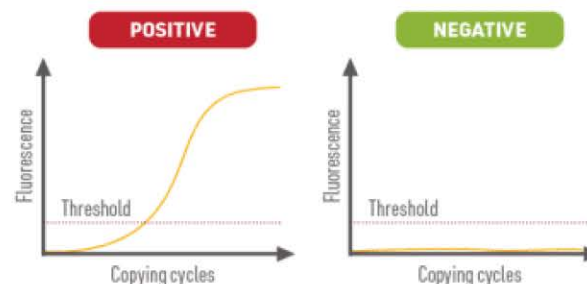 POSITIVE
Fluorescence
Threshold
Copying cycles
NEGATIVE
Fluorescence
Threshold
Copying cycles